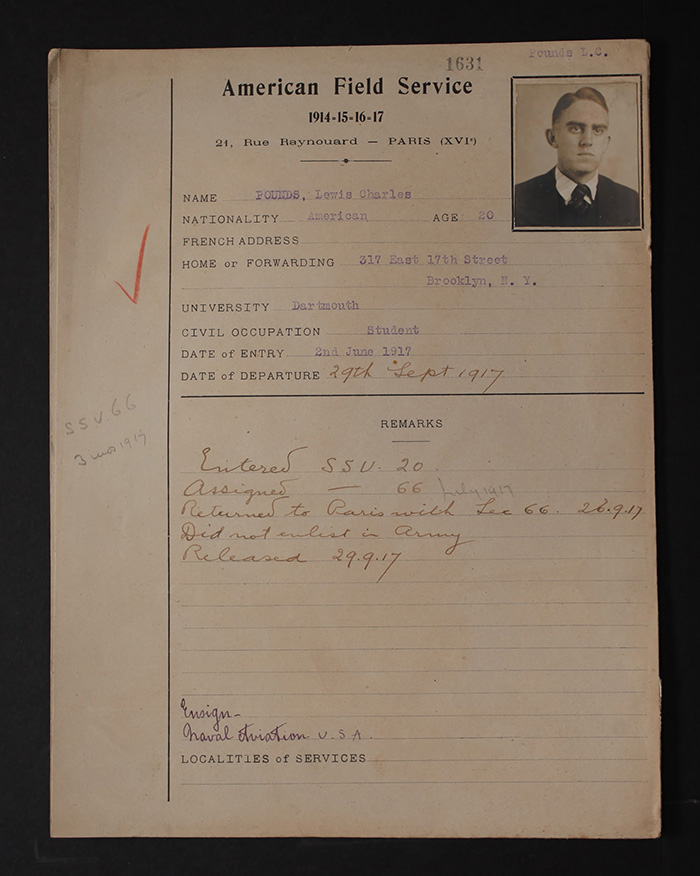 1631
Pounds L.C.
American Field Service
1914-15-16-17
21, Rue Raynouard — PARIS (XVIe)
NAME POUNDS, Lewis Charles
NATIONALITY American AGE 20
FRENCH ADDRESS
HOME or FORWARDING 317 East 17th Street
Brooklyn, N. Y.
UNIVERSITY Dartmouth
CIVIL OCCUPATION Student
DATE of ENTRY 2nd June 1917
DATE of DEPARTURE 29th Sept 1917
SSU 66
3 mos 1917
REMARKS
Entered SSU. 20.
Assigned — 66 July 1917
Returned to Paris with Sec 66. 26.9.17
Did not enlist in Army
Released 29.9.17
Ensign-
Naval Aviation U.S.A.
LOCALITIES of SERVICES